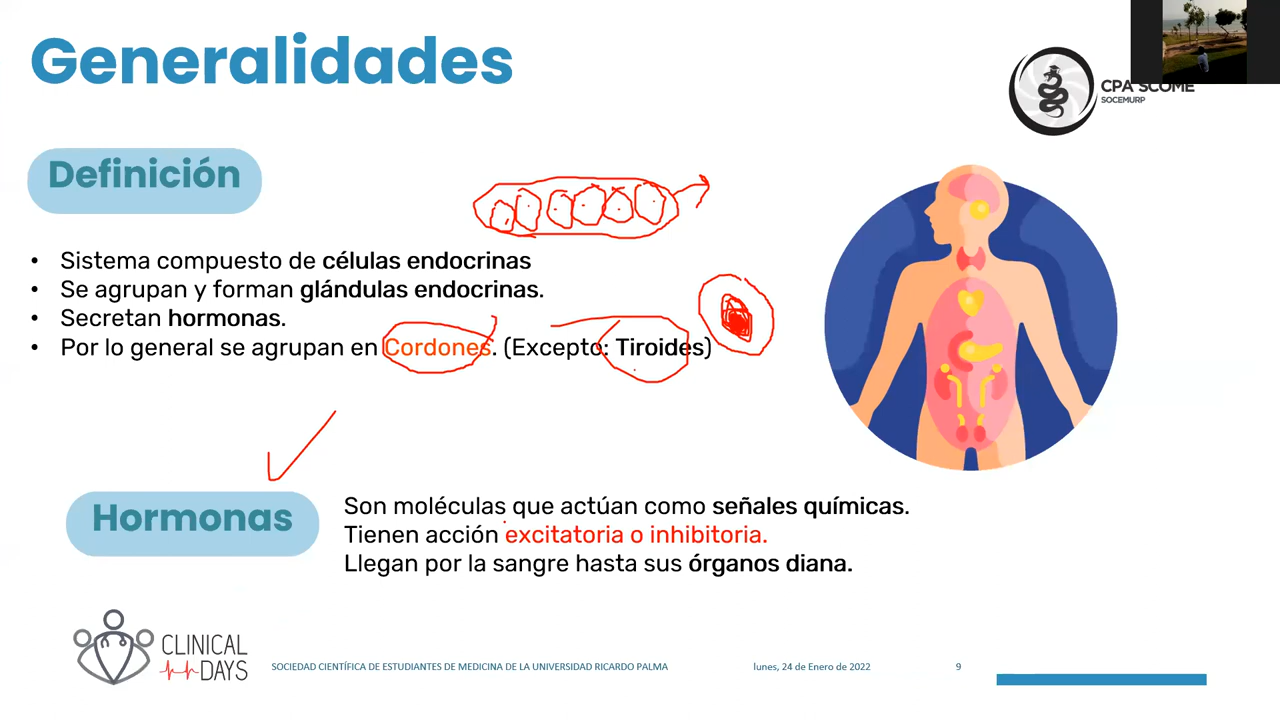 Generalidades
CPA SCOME
SOCEMURP
Definición
• Sistema compuesto de células endocrinas
• Se agrupan y forman glándulas endocrinas.
• Secretan hormonas.
• Por lo general se agrupan en Cordones. (Excepto: Tiroides)
Hormonas
Son moléculas que actúan como señales químicas.
Tienen acción excitatoria o inhibitoria.
Llegan por la sangre hasta sus órganos diana.
CLINICAL
DAYS
SOCIEDAD CIENTÍFICA DE ESTUDIANTES DE MEDICINA DE LA UNIVERSIDAD RICARDO PALMA
lunes, 24 de Enero de 2022
9